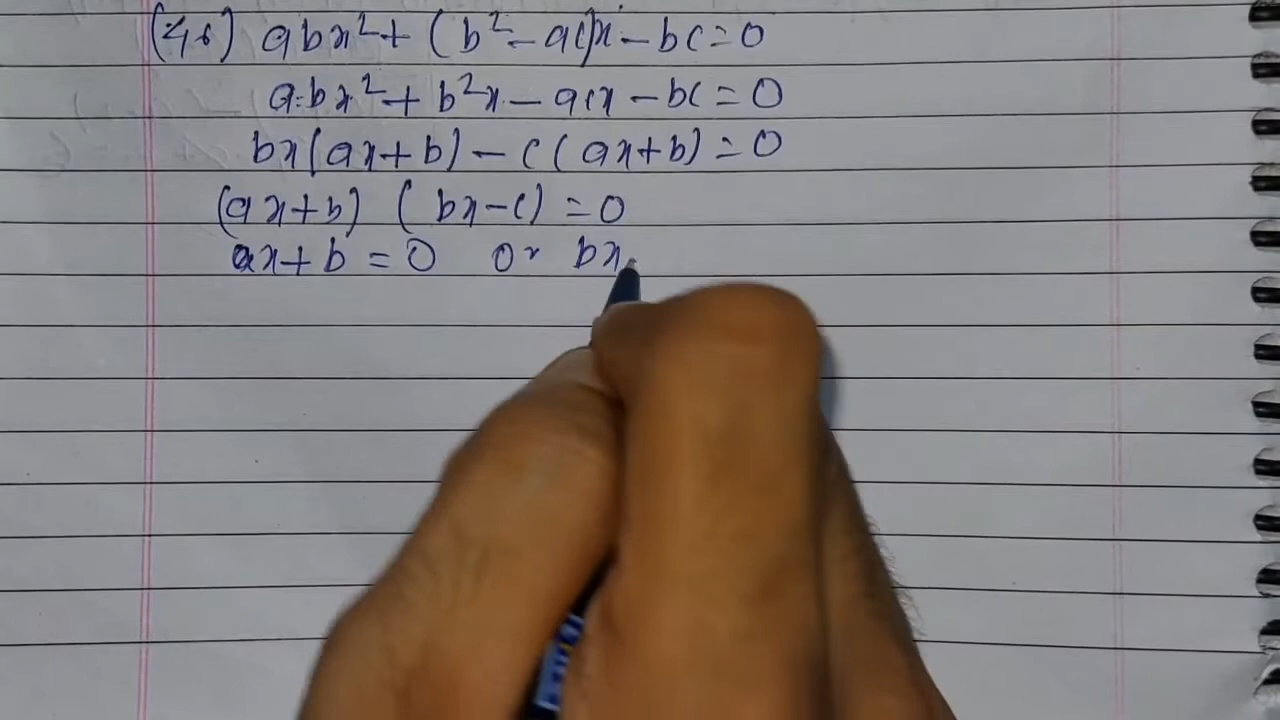 (46) abx²+ (b²-ac)x-bc=0
abx²+b²x-acx-bc=0
bx(ax+b)-c(ax+b)=0
(ax+b) (bx-c)=0
ax+b=0 or bx